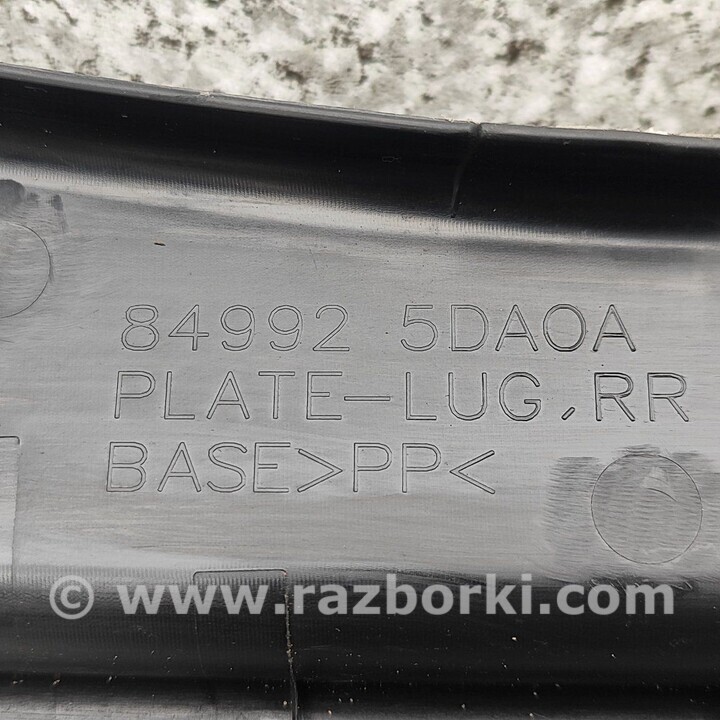 84992 5DA0A
PLATE-LUG,RR
BASE>PP<
© www.razborki.com